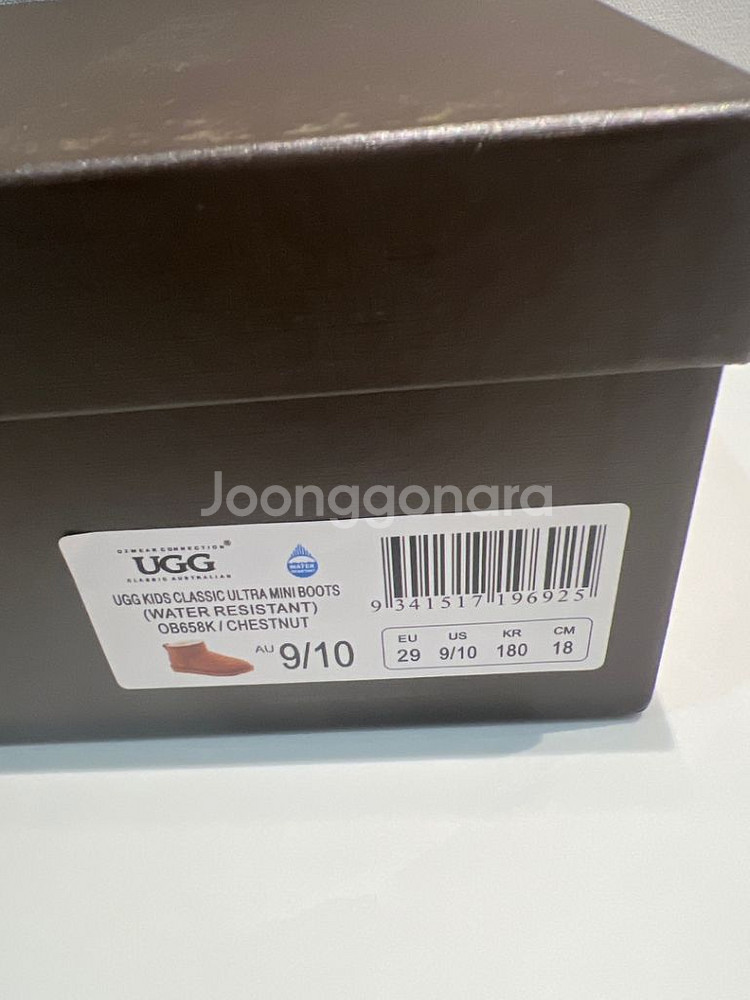 Joonggonara
OZWEAR CONNECTION®
UGG
CLASSIC AUSTRALIAN
WATER
UGG KIDS CLASSIC ULTRA MINI BOOTS
(WATER RESISTANT)
OB658K / CHESTNUT
AU 9/10
9 341517 196925
EU US KR CM
29 9/10 180 18